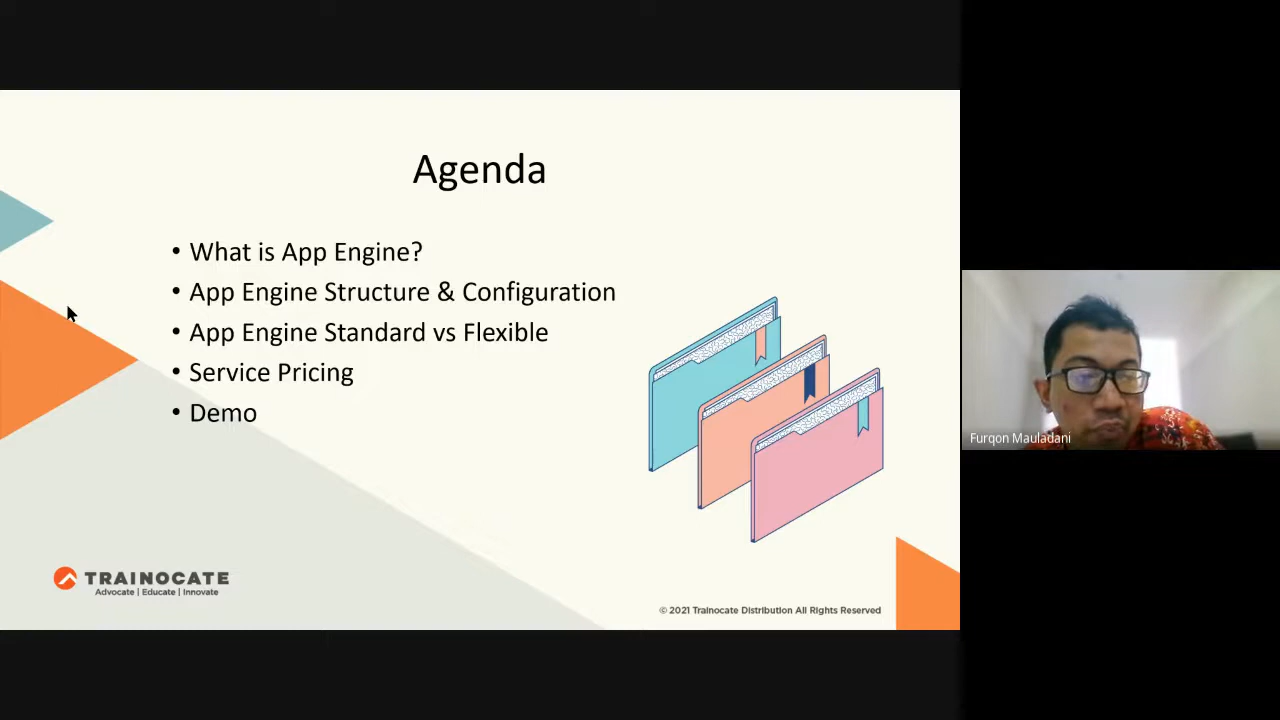 Agenda
• What is App Engine?
• App Engine Structure & Configuration
• App Engine Standard vs Flexible
• Service Pricing
• Demo
TRAINOCATE
Advocate | Educate | Innovate
© 2021 Trainocate Distribution All Rights Reserved
Furqon Mauladani